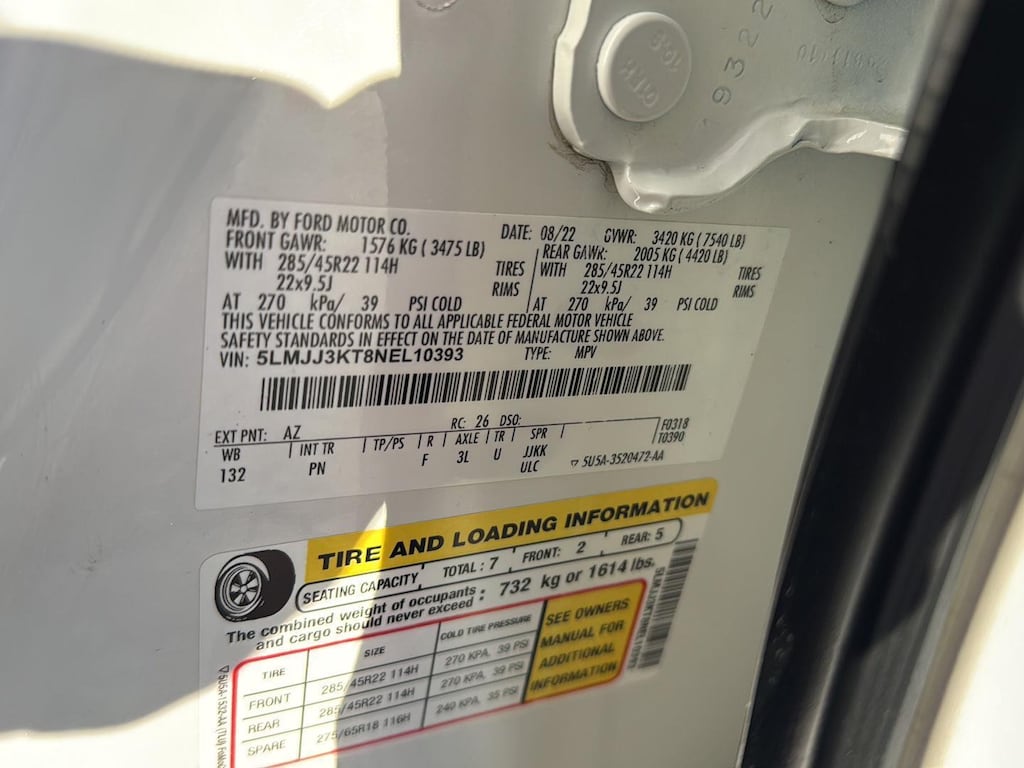 9322
MFD. BY FORD MOTOR CO. DATE: 08/22 GVWR: 3420 KG ( 7540 LB)
FRONT GAWR: 1576 KG ( 3475 LB) REAR GAWR: 2005 KG ( 4420 LB)
WITH 285/45R22 114H TIRES WITH 285/45R22 114H TIRES
22x9.5J RIMS 22x9.5J RIMS
AT 270 kPa/ 39 PSI COLD AT 270 kPa/ 39 PSI COLD
THIS VEHICLE CONFORMS TO ALL APPLICABLE FEDERAL MOTOR VEHICLE
SAFETY STANDARDS IN EFFECT ON THE DATE OF MANUFACTURE SHOWN ABOVE.
VIN: 5LMJJ3KT8NEL10393 TYPE: MPV
EXT PNT: AZ RC: 26 DSO: F0318
WB INT TR TP/PS R AXLE TR SPR T0390
132 PN F 3L U JJKK
ULC 5U5A-3520472-AA
TIRE AND LOADING INFORMATION
SEATING CAPACITY TOTAL : 7 FRONT: 2 REAR: 5
The combined weight of occupants and cargo should never exceed : 732 kg or 1614 lbs.
TIRE SIZE COLD TIRE PRESSURE
FRONT 285/45R22 114H 270 KPA, 39 PSI
REAR 285/45R22 114H 270 KPA, 39 PSI
SPARE 275/65R18 116H 240 KPA, 35 PSI
SEE OWNERS
MANUAL FOR
ADDITIONAL
INFORMATION
5U5A-1532-AA